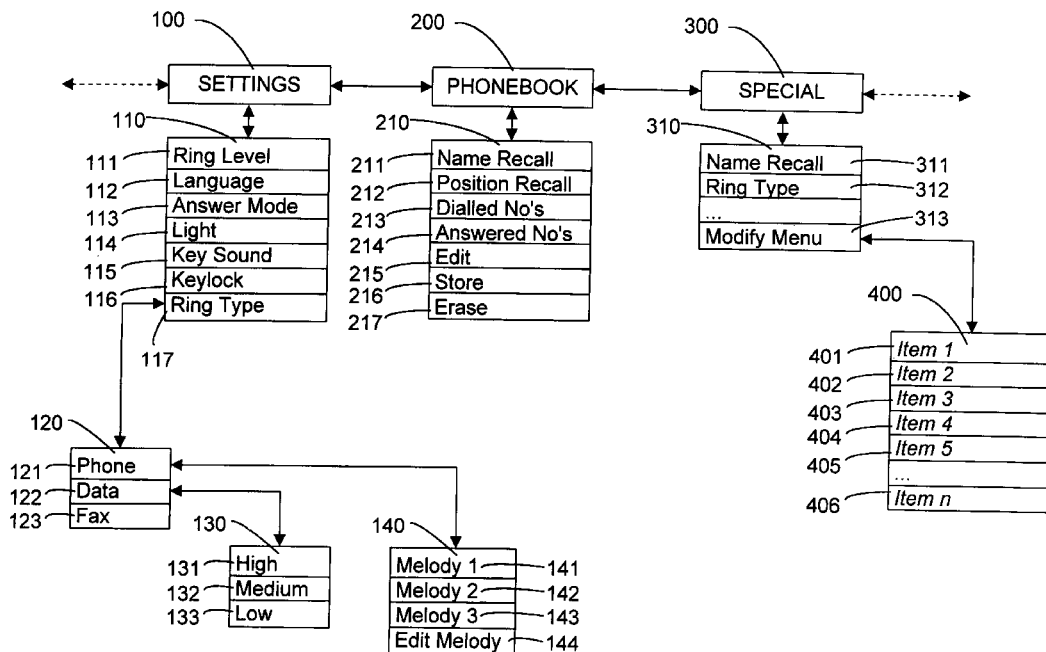 100
200
300
SETTINGS
PHONEBOOK
SPECIAL
110
111
Ring Level
112
Language
113
Answer Mode
114
Light
115
Key Sound
116
Keylock
117
Ring Type
210
211
Name Recall
212
Position Recall
213
Dialled No's
214
Answered No's
215
Edit
216
Store
217
Erase
310
Name Recall
311
Ring Type
312
...
Modify Menu
313
400
401
Item 1
402
Item 2
403
Item 3
404
Item 4
405
Item 5
...
406
Item n
120
121
Phone
122
Data
123
Fax
130
131
High
132
Medium
133
Low
140
Melody 1
141
Melody 2
142
Melody 3
143
Edit Melody
144